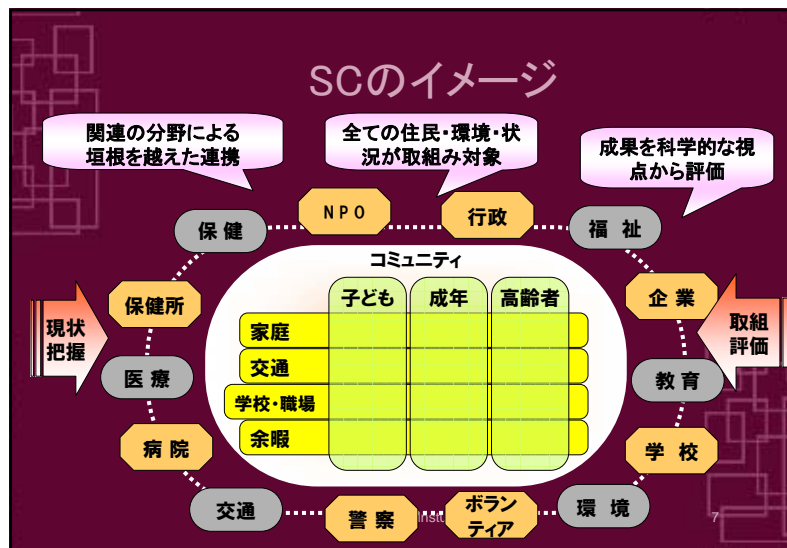 SCのイメージ
関連の分野による
垣根を越えた連携
全ての住民・環境・状
況が取組み対象
成果を科学的な視
点から評価
保健
NPO
行政
福祉
保健所
企業
現状
把握
取組
評価
医療
教育
病院
学校
交通
警察
ボラン
ティア
環境
コミュニティ
子ども
成年
高齢者
家庭
交通
学校・職場
余暇
7